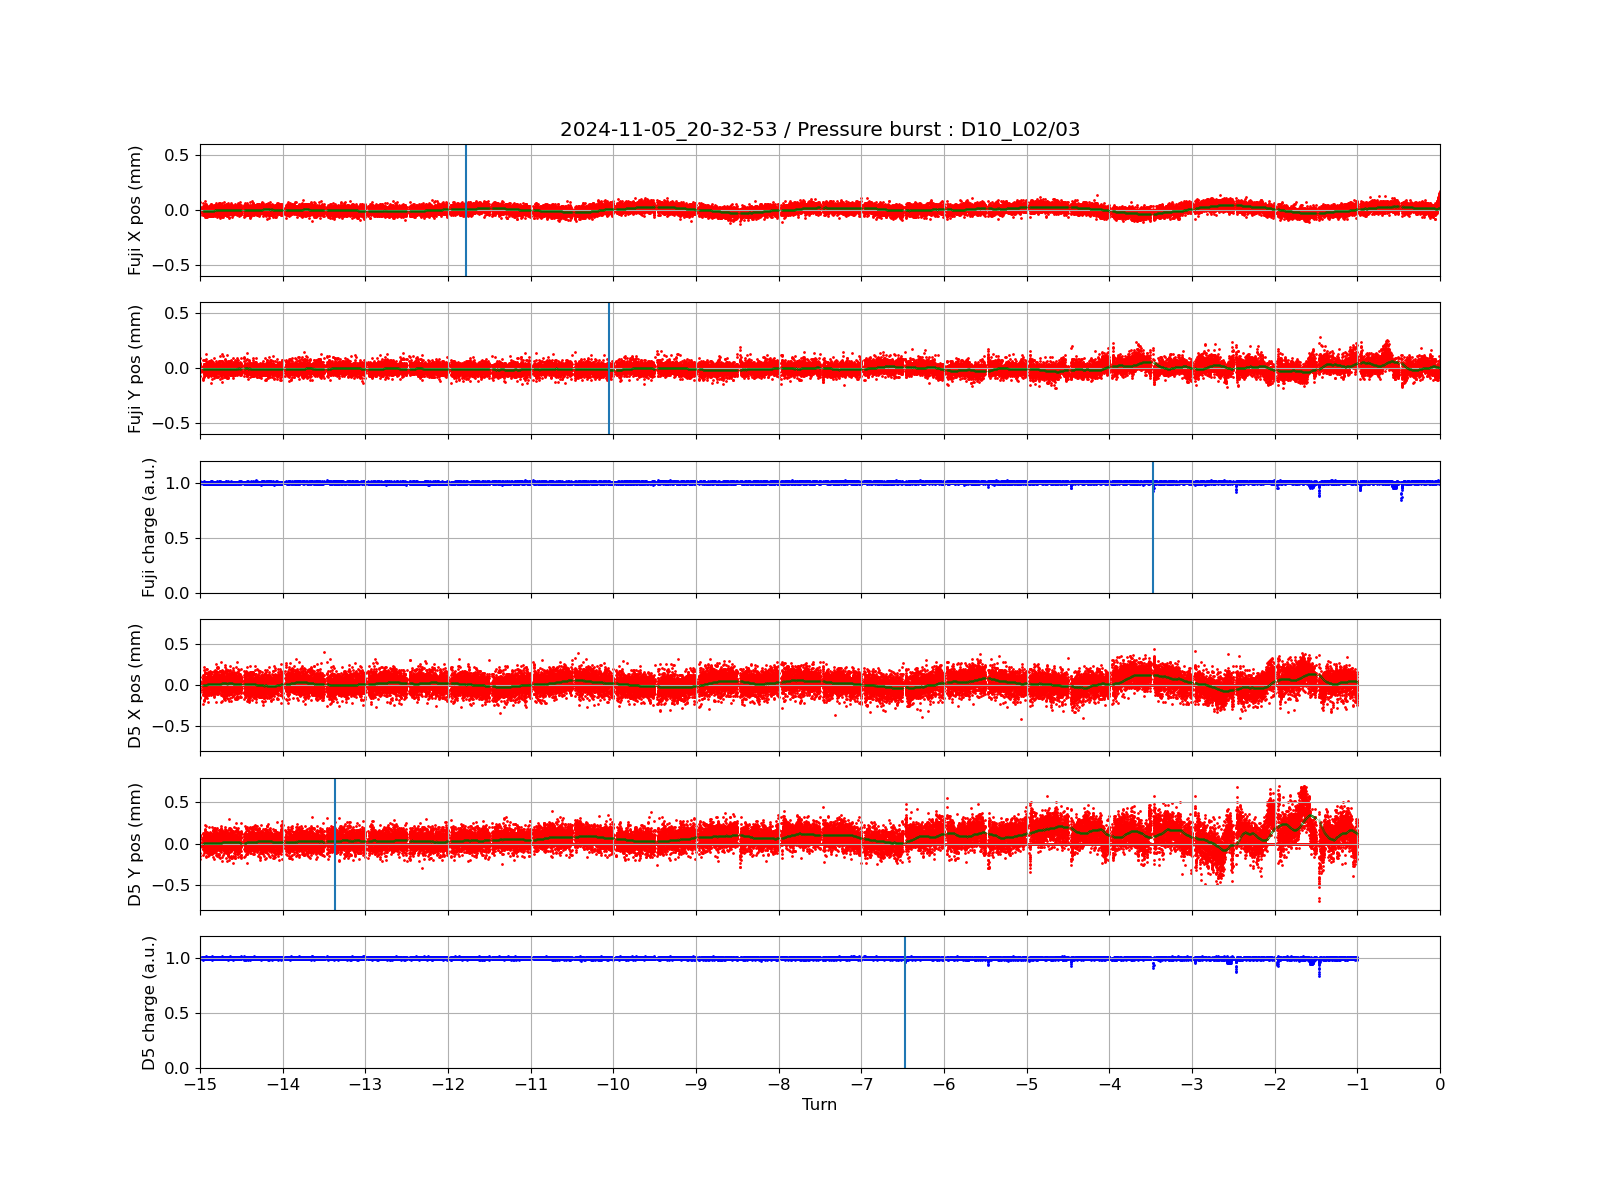 2024-11-05_20-32-53 / Pressure burst : D10_L02/03
Fuji X pos (mm)
0.5
0.0
−0.5
Fuji Y pos (mm)
0.5
0.0
−0.5
Fuji charge (a.u.)
1.0
0.5
0.0
D5 X pos (mm)
0.5
0.0
−0.5
D5 Y pos (mm)
0.5
0.0
−0.5
D5 charge (a.u.)
1.0
0.5
0.0
−15 −14 −13 −12 −11 −10 −9 −8 −7 −6 −5 −4 −3 −2 −1 0
Turn